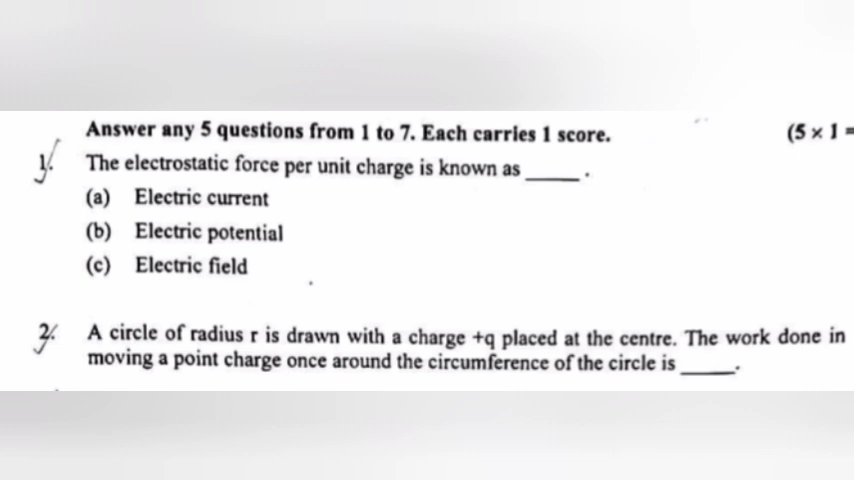 Answer any 5 questions from 1 to 7. Each carries 1 score. (5 × 1 =
1. The electrostatic force per unit charge is known as _____ .
(a) Electric current
(b) Electric potential
(c) Electric field
2. A circle of radius r is drawn with a charge +q placed at the centre. The work done in
moving a point charge once around the circumference of the circle is _____.